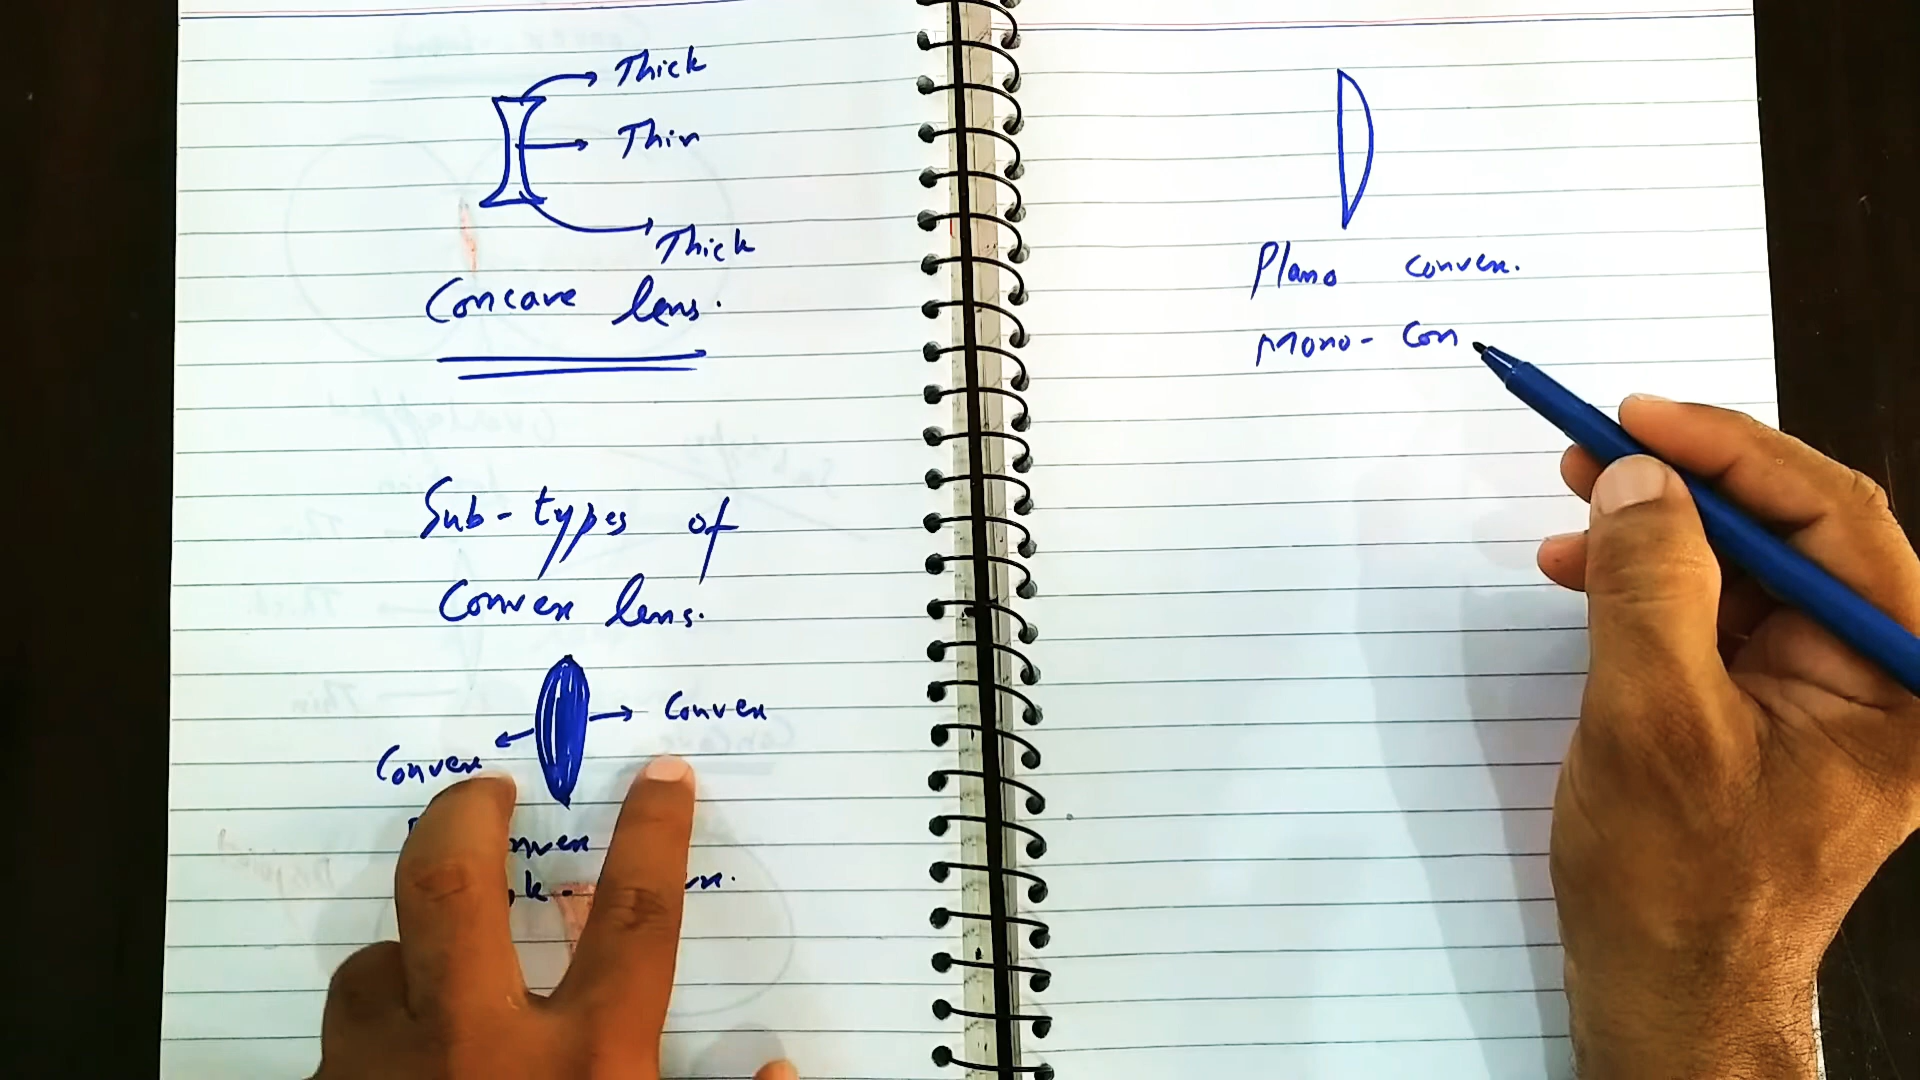 Thick
Thin
Thick
Concave lens.
Sub-types of
Convex lens.
Convex
Convex
Plano convex.
Mono- Con